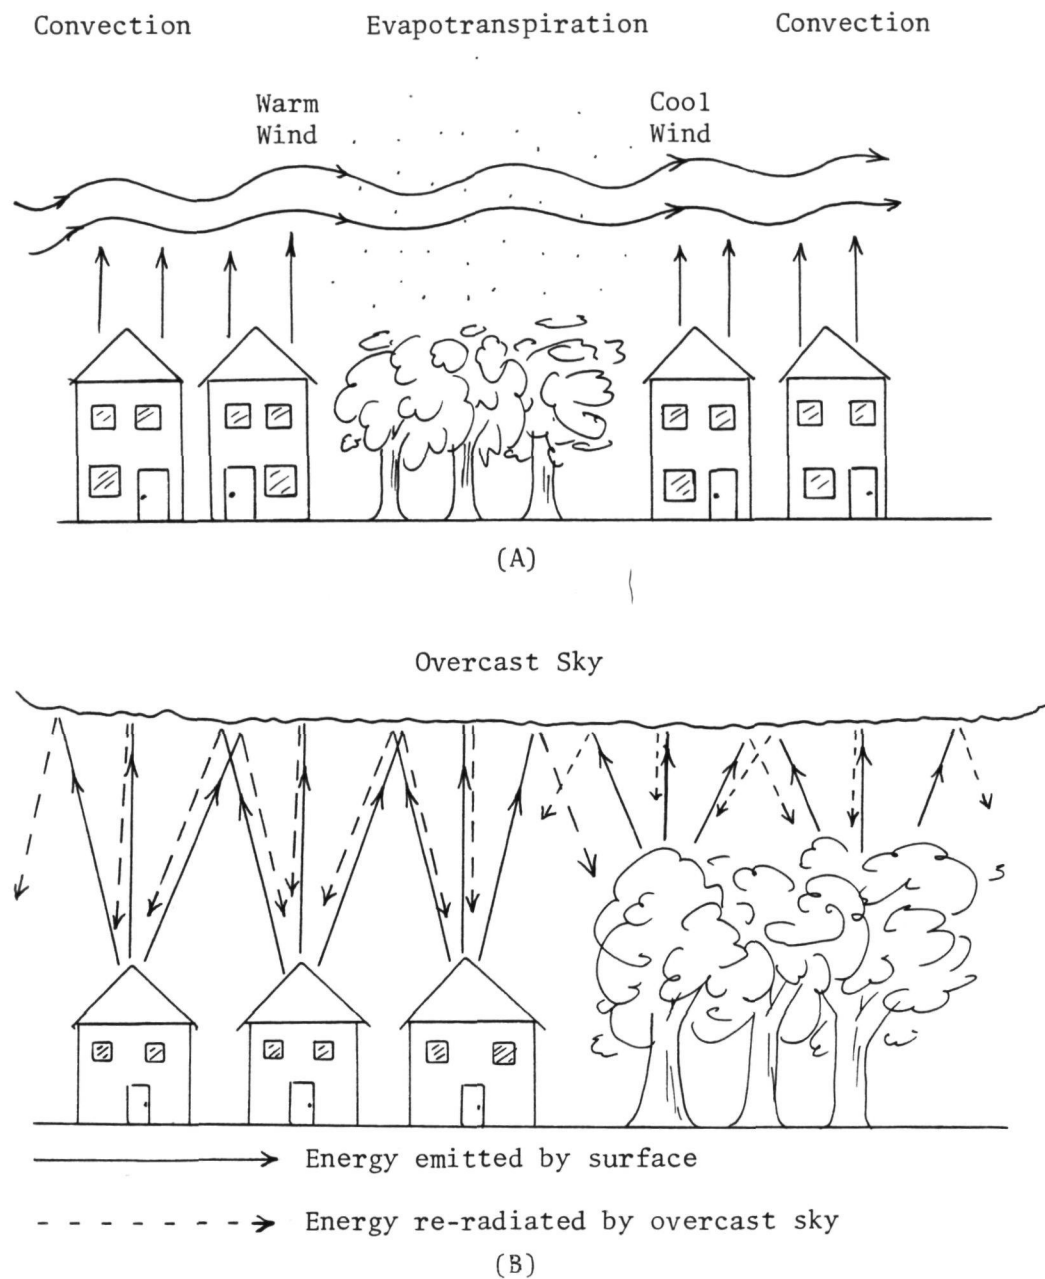 Convection Evapotranspiration Convection
Warm
Wind
Cool
Wind
(A)
Overcast Sky
Energy emitted by surface
Energy re-radiated by overcast sky
(B)